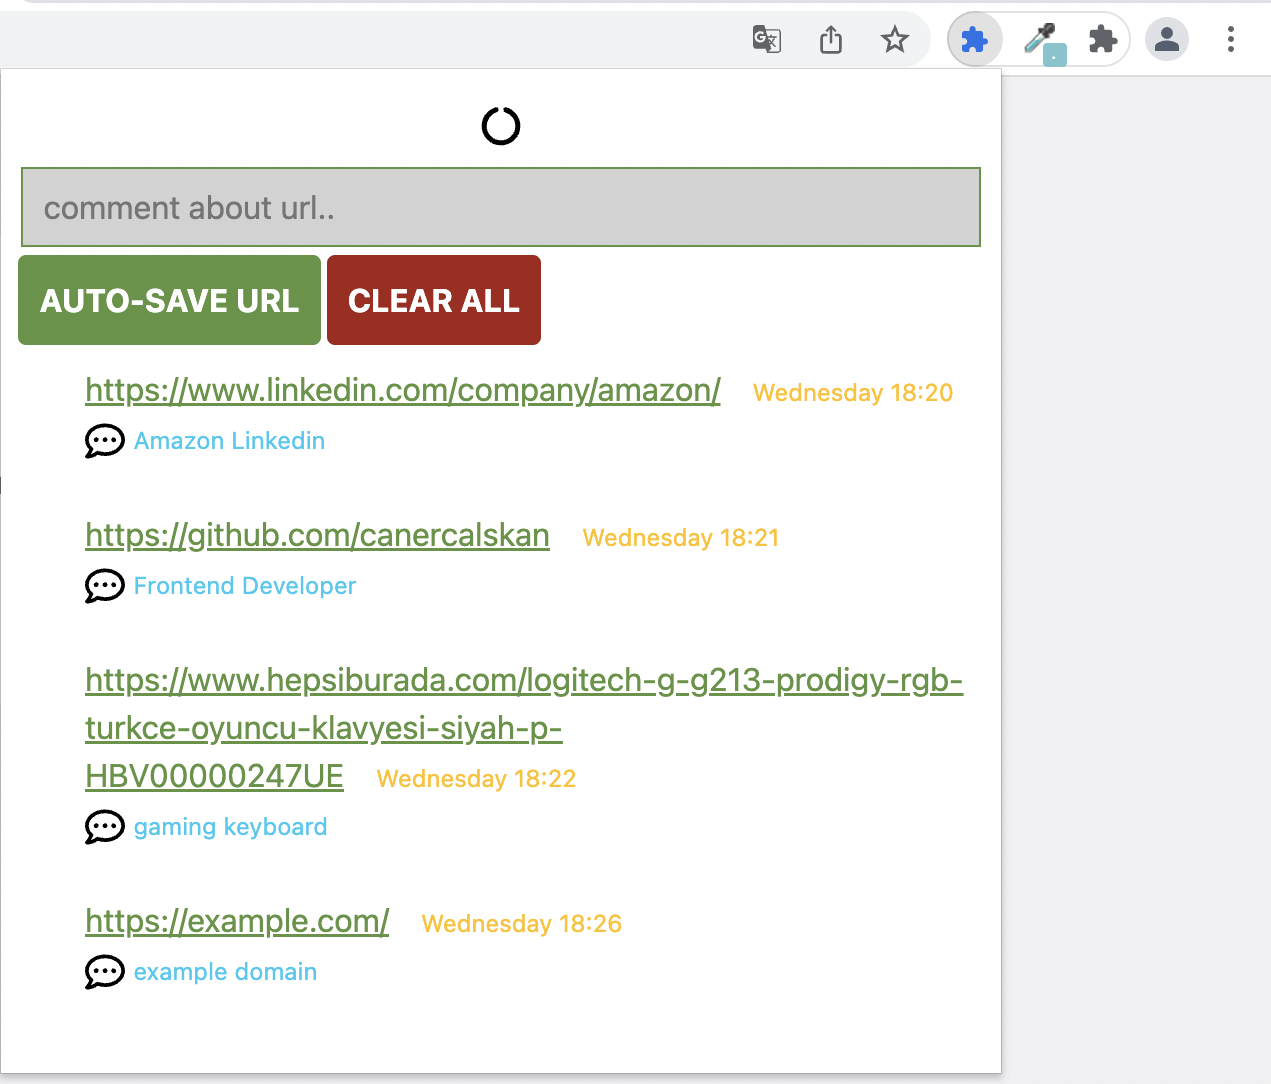 comment about url..
AUTO-SAVE URL CLEAR ALL
https://www.linkedin.com/company/amazon/ Wednesday 18:20
Amazon Linkedin
https://github.com/canercalskan Wednesday 18:21
Frontend Developer
https://www.hepsiburada.com/logitech-g-g213-prodigy-rgb-
turkce-oyuncu-klavyesi-siyah-p-
HBV00000247UE Wednesday 18:22
gaming keyboard
https://example.com/ Wednesday 18:26
example domain